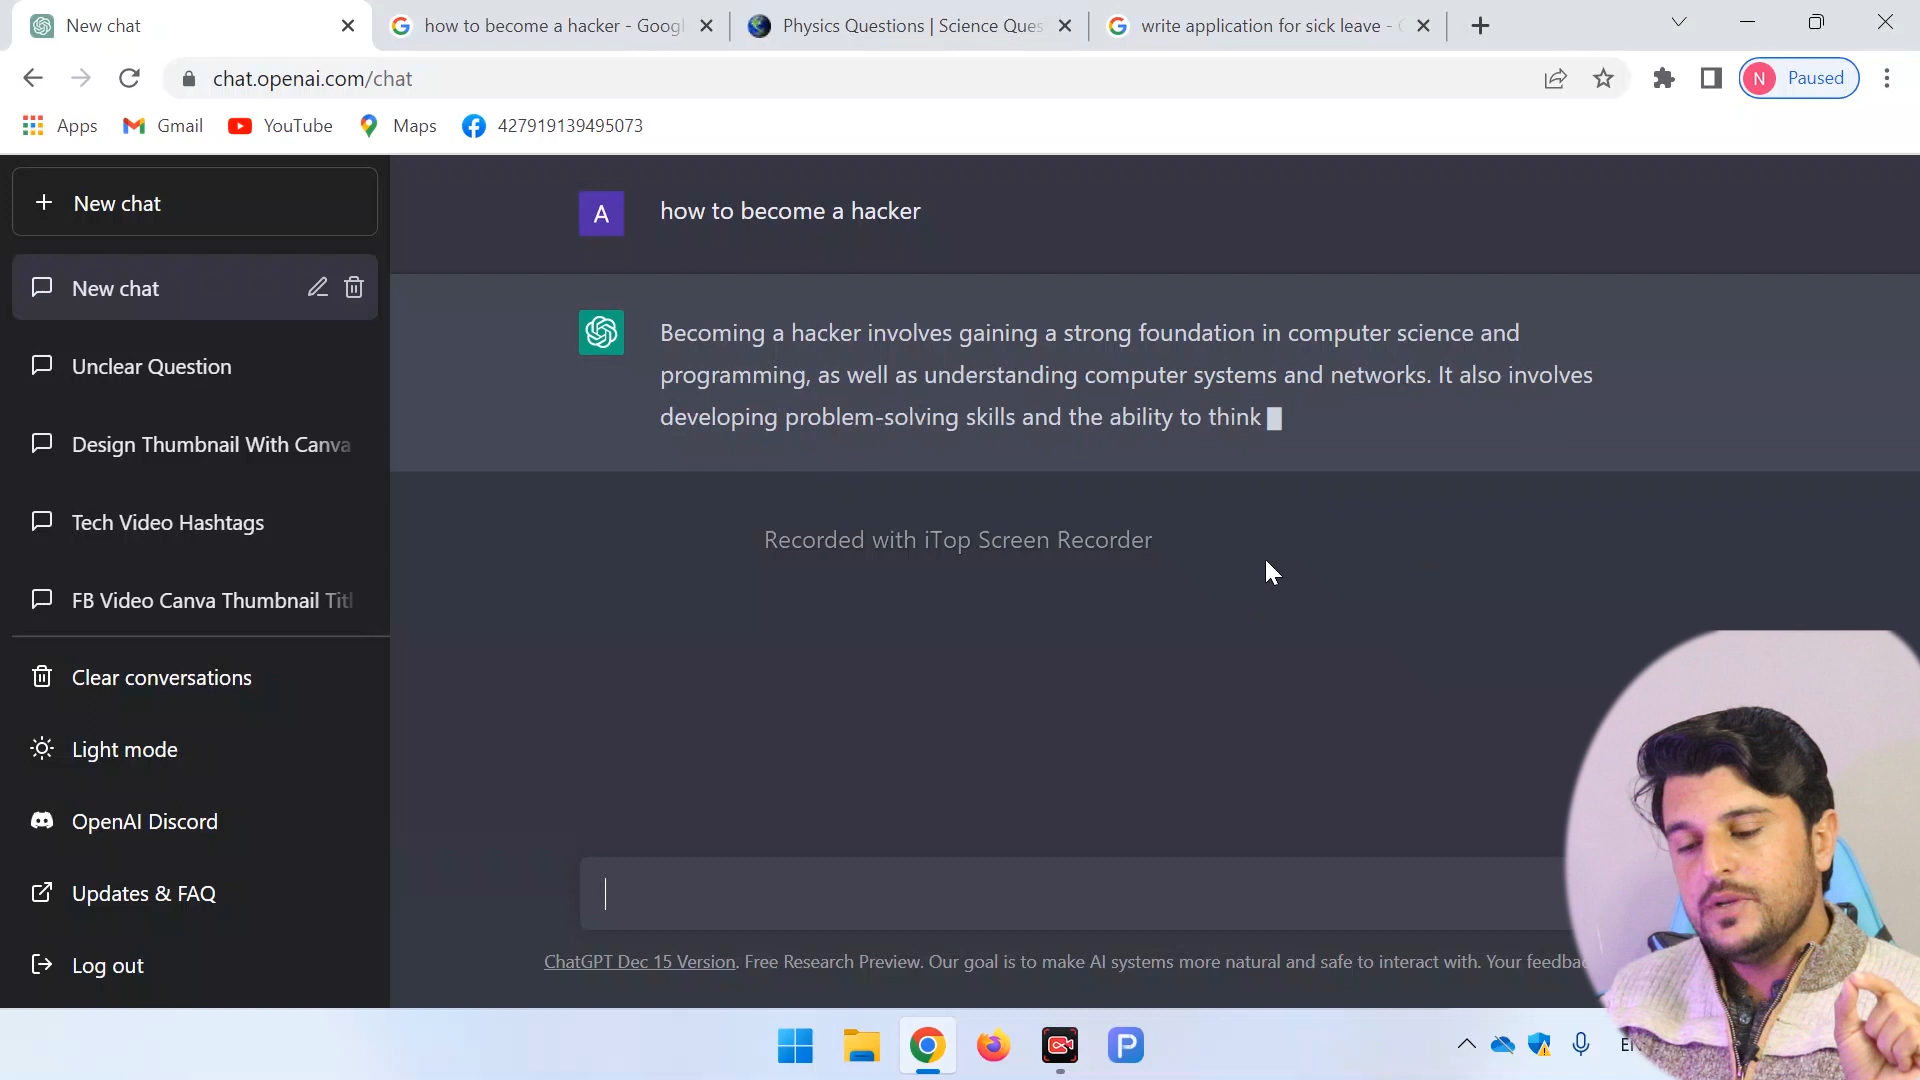 New chat
how to become a hacker - Googl
Physics Questions | Science Ques
write application for sick leave -
chat.openai.com/chat
N
Paused
Apps
Gmail
YouTube
Maps
427919139495073
New chat
New chat
Unclear Question
Design Thumbnail With Canva
Tech Video Hashtags
FB Video Canva Thumbnail Titl
Clear conversations
Light mode
OpenAI Discord
Updates & FAQ
Log out
A
how to become a hacker
Becoming a hacker involves gaining a strong foundation in computer science and
programming, as well as understanding computer systems and networks. It also involves
developing problem-solving skills and the ability to think
Recorded with iTop Screen Recorder
ChatGPT Dec 15 Version. Free Research Preview. Our goal is to make AI systems more natural and safe to interact with. Your feedba